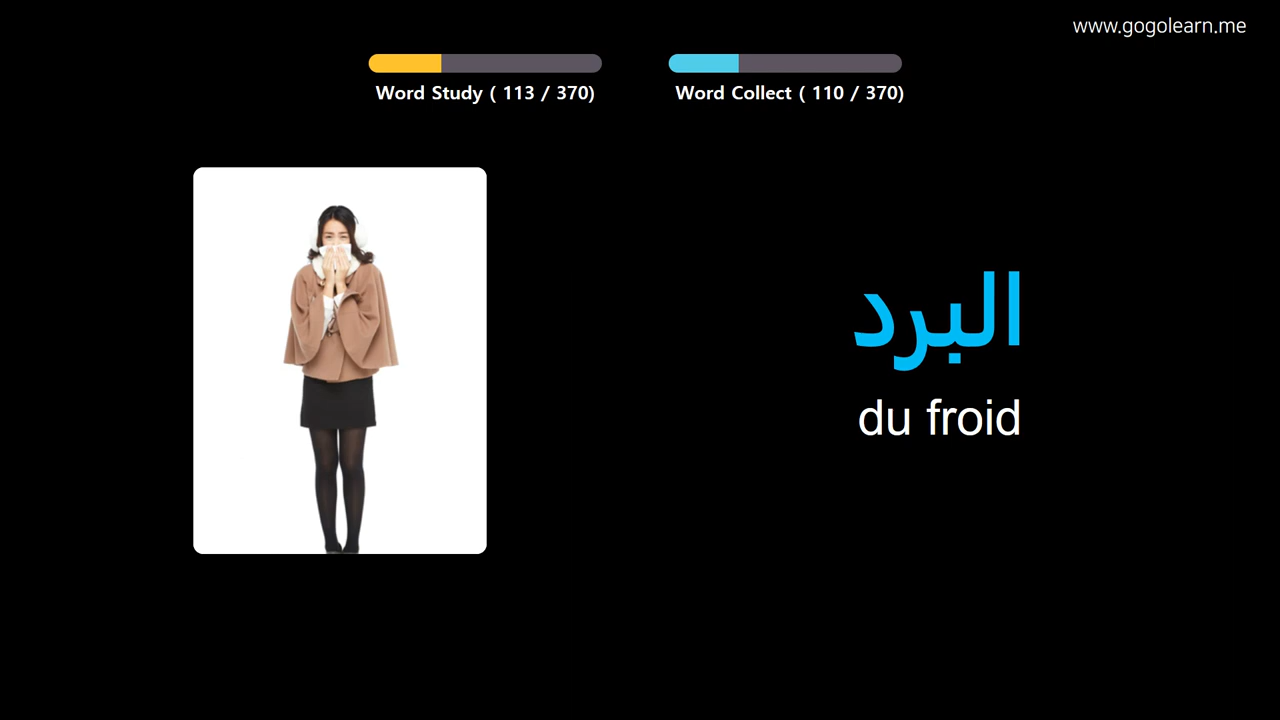 www.gogolearn.me
Word Study ( 113 / 370)
Word Collect ( 110 / 370)
البرد
du froid